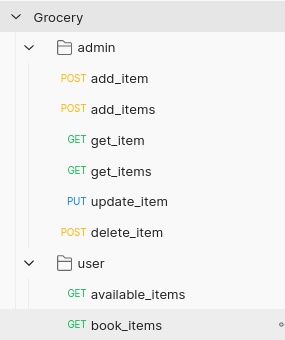 Grocery
admin
POST add_item
POST add_items
GET get_item
GET get_items
PUT update_item
POST delete_item
user
GET available_items
GET book_items